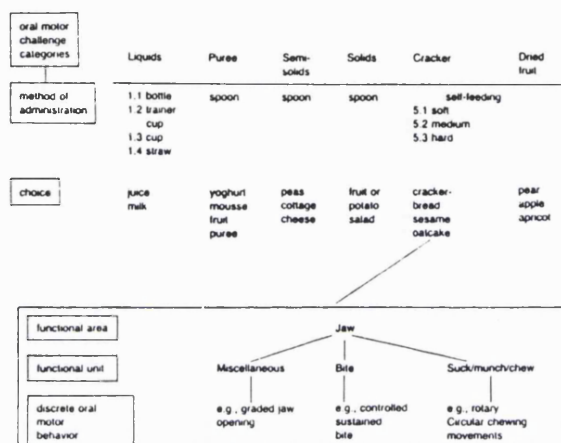 oral motor
challenge
categories
Liquids Puree Semi- Solids Cracker Dried
solids fruit
method of
administration
1.1 bottle spoon spoon spoon self-feeding
1.2 trainer 5.1 soft
cup 5.2 medium
1.3 cup 5.3 hard
1.4 straw
choice
juice yoghurt peas fruit or cracker- pear
milk mousse cottage potato bread apple
fruit cheese salad sesame apricot
puree oatcake
functional area Jaw
functional unit Miscellaneous Bite Suck/munch/chew
discrete oral e.g., graded jaw e.g., controlled e.g., rotary
motor opening sustained Circular chewing
behavior bite movements